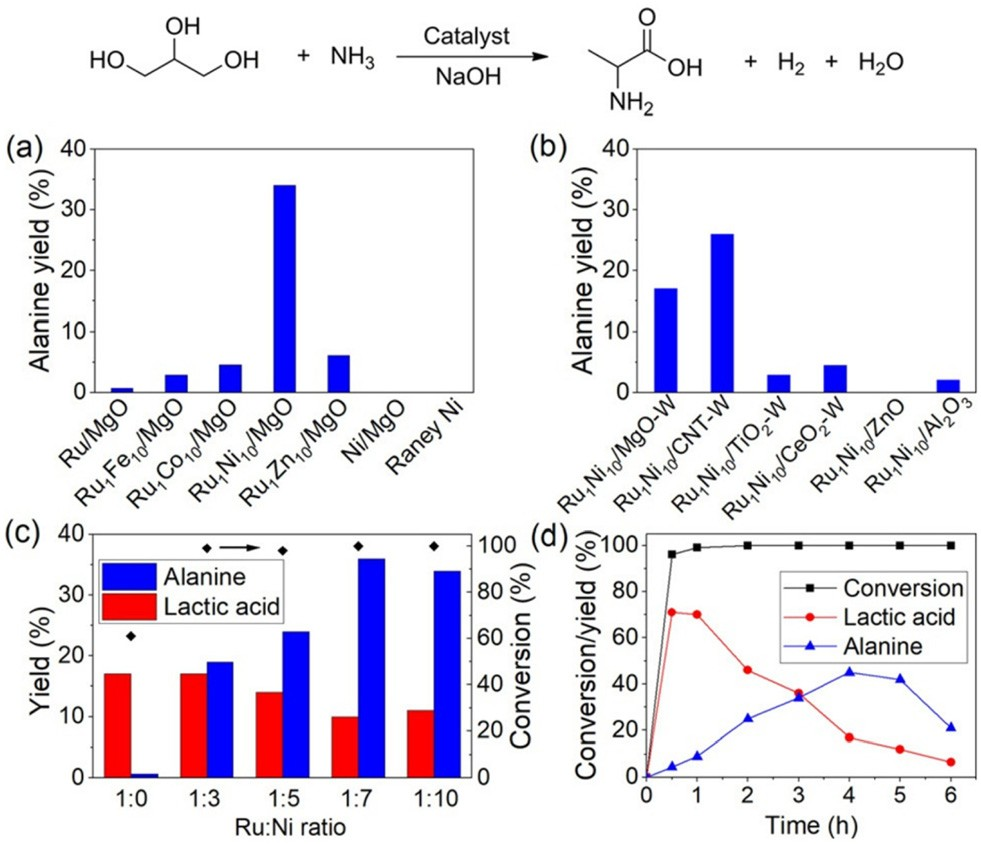 OH
HO
OH
+ NH₃
Catalyst
NaOH
O
OH
NH₂
+ H₂ + H₂O
(a)
Alanine yield (%)
40
30
20
10
0
Ru/MgO
Ru₁Fe₁₀/MgO
Ru₁Co₁₀/MgO
Ru₁Ni₁₀/MgO
Ru₁Zn₁₀/MgO
Ni/MgO
Raney Ni
(b)
Alanine yield (%)
40
30
20
10
0
Ru₁Ni₁₀/MgO-W
Ru₁Ni₁₀/CNT-W
Ru₁Ni₁₀/TiO₂-W
Ru₁Ni₁₀/CeO₂-W
Ru₁Ni₁₀/ZnO
Ru₁Ni₁₀/Al₂O₃
(c)
Yield (%)
40
30
20
10
0
Alanine
Lactic acid
100
80
60
40
20
0
Conversion (%)
1:0 1:3 1:5 1:7 1:10
Ru:Ni ratio
(d)
Conversion/yield (%)
100
80
60
40
20
0
Conversion
Lactic acid
Alanine
0 1 2 3 4 5 6
Time (h)